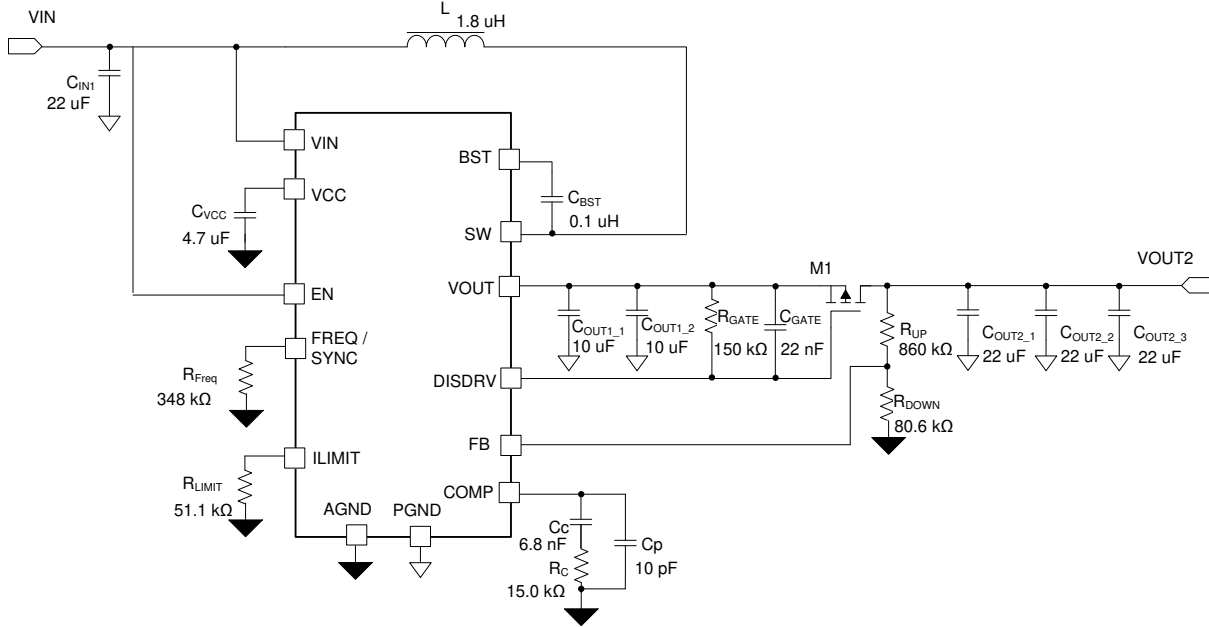 VIN
L
1.8 uH
C_IN1
22 uF
VIN
VCC
C_VCC
4.7 uF
EN
FREQ /
SYNC
R_Freq
348 kΩ
ILIMIT
R_LIMIT
51.1 kΩ
AGND
PGND
BST
C_BST
0.1 uH
SW
VOUT
DISDRV
FB
COMP
C_OUT1_1
10 uF
C_OUT1_2
10 uF
R_GATE
150 kΩ
C_GATE
22 nF
M1
VOUT2
R_UP
860 kΩ
R_DOWN
80.6 kΩ
C_OUT2_1
22 uF
C_OUT2_2
22 uF
C_OUT2_3
22 uF
Cc
6.8 nF
R_C
15.0 kΩ
Cp
10 pF